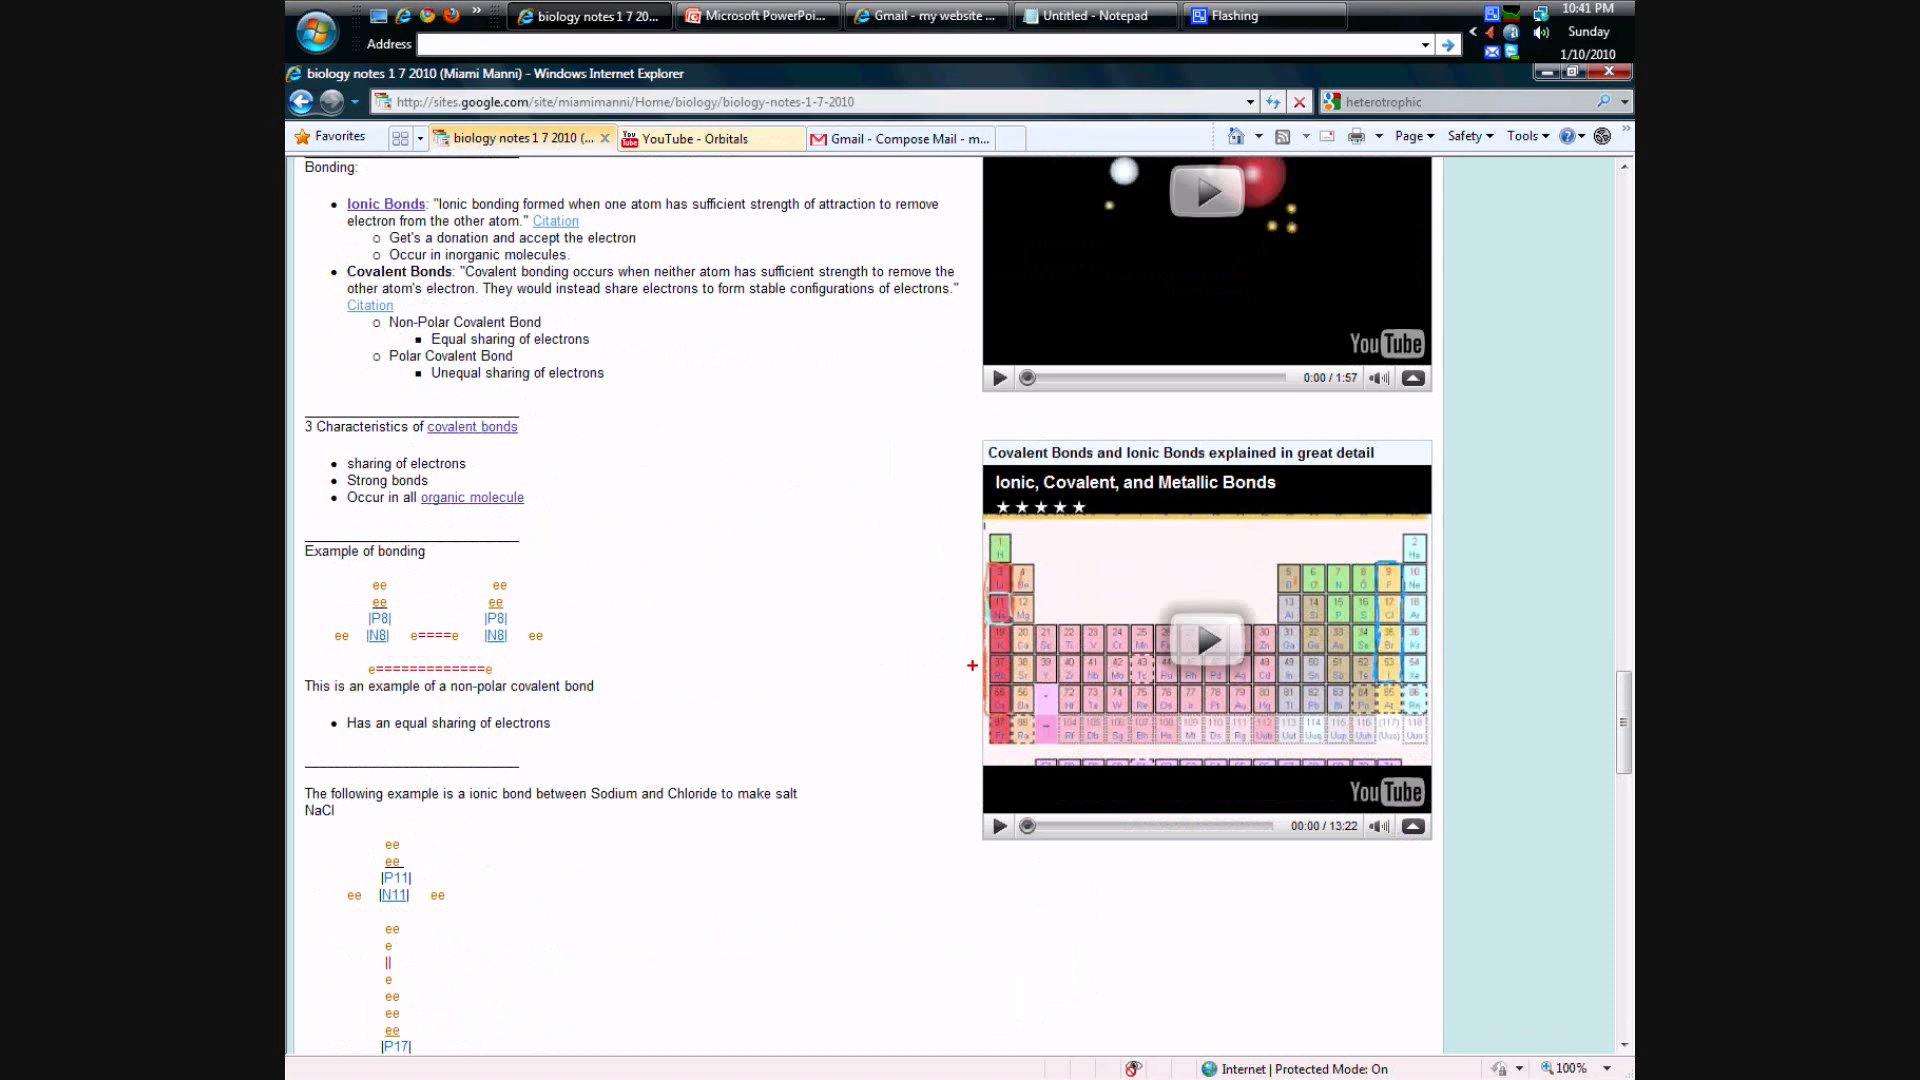 biology notes 1 7 20...
Microsoft PowerPoi...
Gmail - my website ...
Untitled - Notepad
Flashing
10:41 PM
Sunday
1/10/2010
Address
biology notes 1 7 2010 (Miami Manni) - Windows Internet Explorer
http://sites.google.com/site/miamimanni/Home/biology/biology-notes-1-7-2010
heterotrophic
Favorites
biology notes 1 7 2010 (...
YouTube - Orbitals
Gmail - Compose Mail - m...
Page
Safety
Tools
Bonding:
Ionic Bonds: "Ionic bonding formed when one atom has sufficient strength of attraction to remove
electron from the other atom." Citation
Get's a donation and accept the electron
Occur in inorganic molecules.
Covalent Bonds: "Covalent bonding occurs when neither atom has sufficient strength to remove the
other atom's electron. They would instead share electrons to form stable configurations of electrons."
Citation
Non-Polar Covalent Bond
Equal sharing of electrons
Polar Covalent Bond
Unequal sharing of electrons
3 Characteristics of covalent bonds
sharing of electrons
Strong bonds
Occur in all organic molecule
Example of bonding
ee ee
ee ee
|P8| |P8|
ee |N8| e====e |N8| ee
e=============e
This is an example of a non-polar covalent bond
Has an equal sharing of electrons
The following example is a ionic bond between Sodium and Chloride to make salt
NaCl
ee
ee
|P11|
ee |N11| ee
ee
e
||
e
ee
ee
ee
|P17|
YouTube
0:00 / 1:57
Covalent Bonds and Ionic Bonds explained in great detail
Ionic, Covalent, and Metallic Bonds
YouTube
00:00 / 13:22
Internet | Protected Mode: On
100%